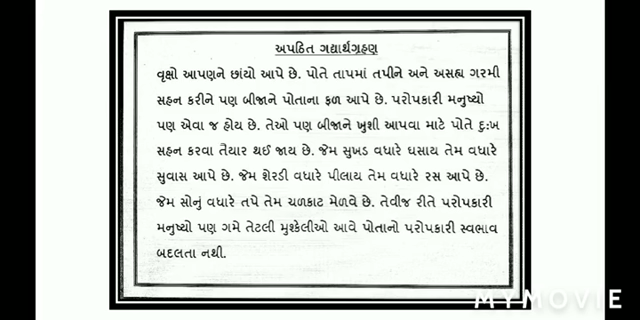 અપઠિત ગદ્યાર્થગ્રહણ
વૃક્ષો આપણને છાંયો આપે છે. પોતે તાપમાં તપીને અને અસહ્ય ગરમી
સહન કરીને પણ બીજાને પોતાના ફળ આપે છે. પરોપકારી મનુષ્યો
પણ એવા જ હોય છે. તેઓ પણ બીજાને ખુશી આપવા માટે પોતે દુઃખ
સહન કરવા તૈયાર થઈ જાય છે. જેમ સુખડ વધારે ઘસાય તેમ વધારે
સુવાસ આપે છે. જેમ શેરડી વધારે પીલાય તેમ વધારે રસ આપે છે.
જેમ સોનું વધારે તપે તેમ ચળકાટ મેળવે છે. તેવીજ રીતે પરોપકારી
મનુષ્યો પણ ગમે તેટલી મુશ્કેલીઓ આવે પોતાનો પરોપકારી સ્વભાવ
બદલતા નથી.
MYMOVIE